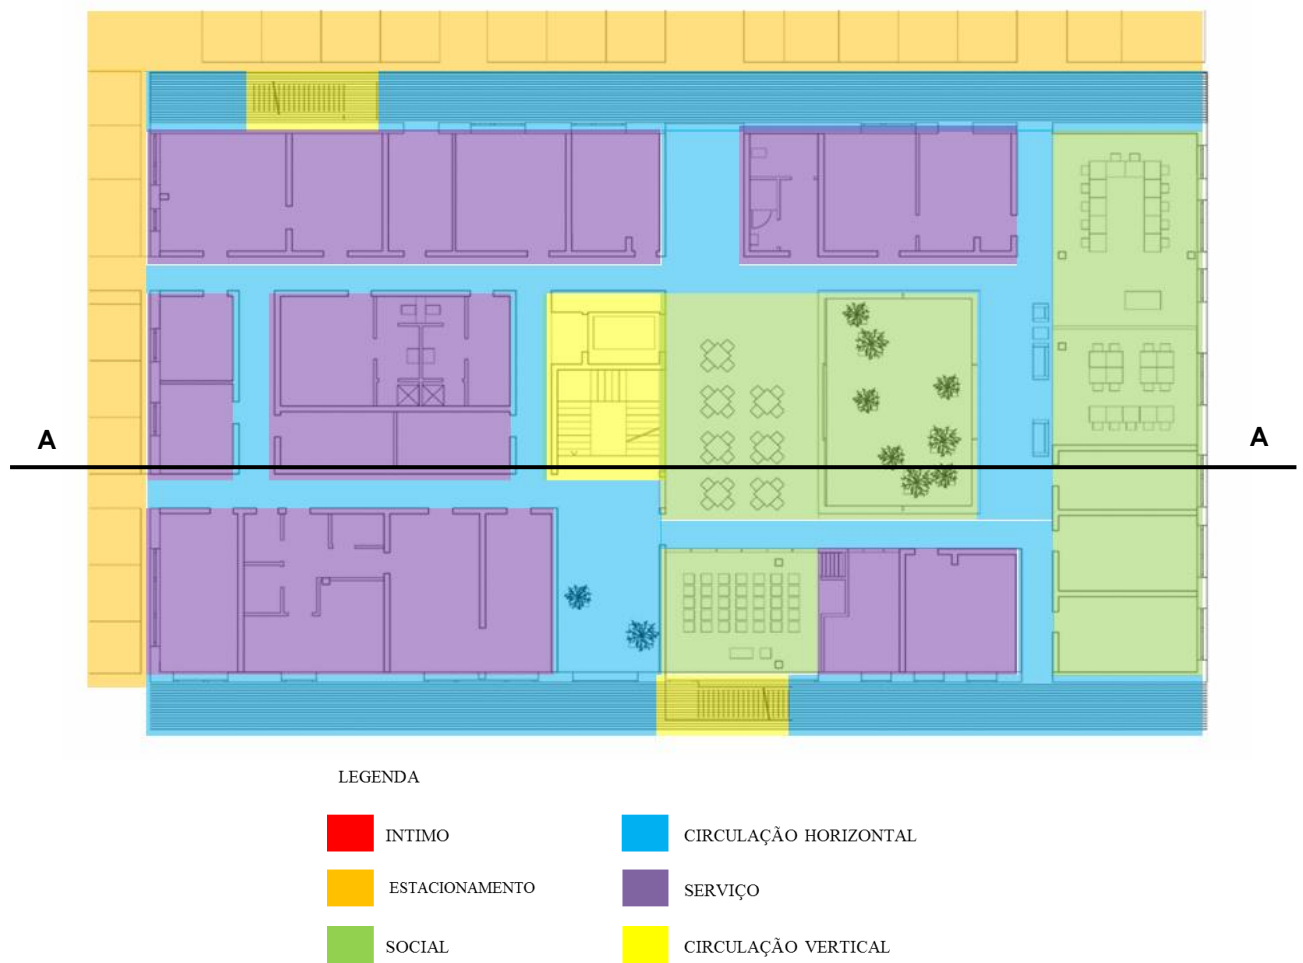 A
A
LEGENDA
INTIMO
CIRCULAÇÃO HORIZONTAL
ESTACIONAMENTO
SERVIÇO
SOCIAL
CIRCULAÇÃO VERTICAL